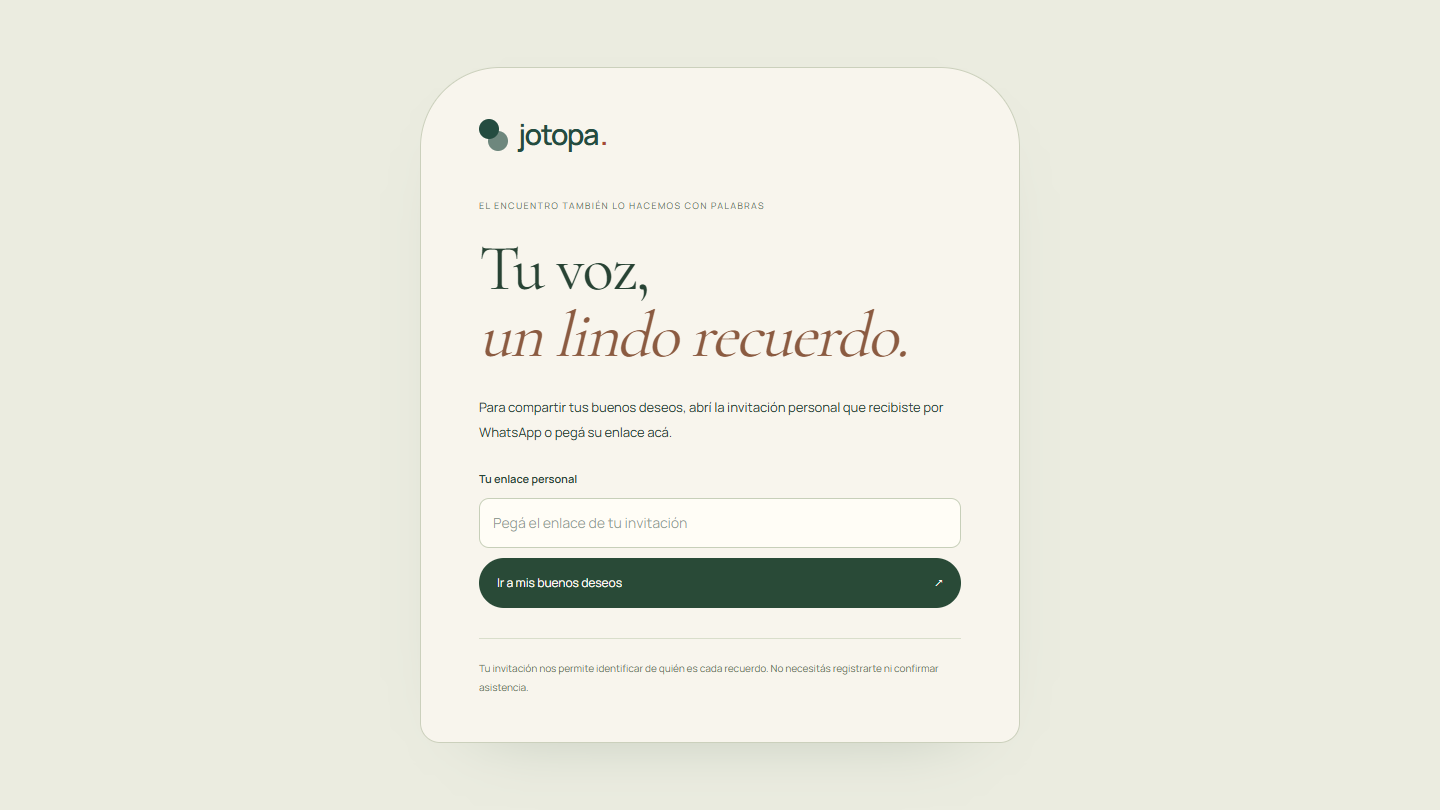 jotopa.
EL ENCUENTRO TAMBIÉN LO HACEMOS CON PALABRAS
Tu voz,
un lindo recuerdo.
Para compartir tus buenos deseos, abrí la invitación personal que recibiste por
WhatsApp o pegá su enlace acá.
Tu enlace personal
Pegá el enlace de tu invitación
Ir a mis buenos deseos ↗
Tu invitación nos permite identificar de quién es cada recuerdo. No necesitás registrarte ni confirmar
asistencia.